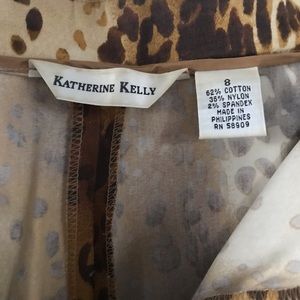 KATHERINE KELLY
8
62% COTTON
36% NYLON
2% SPANDEX
MADE IN
PHILIPPINES
RN 58909